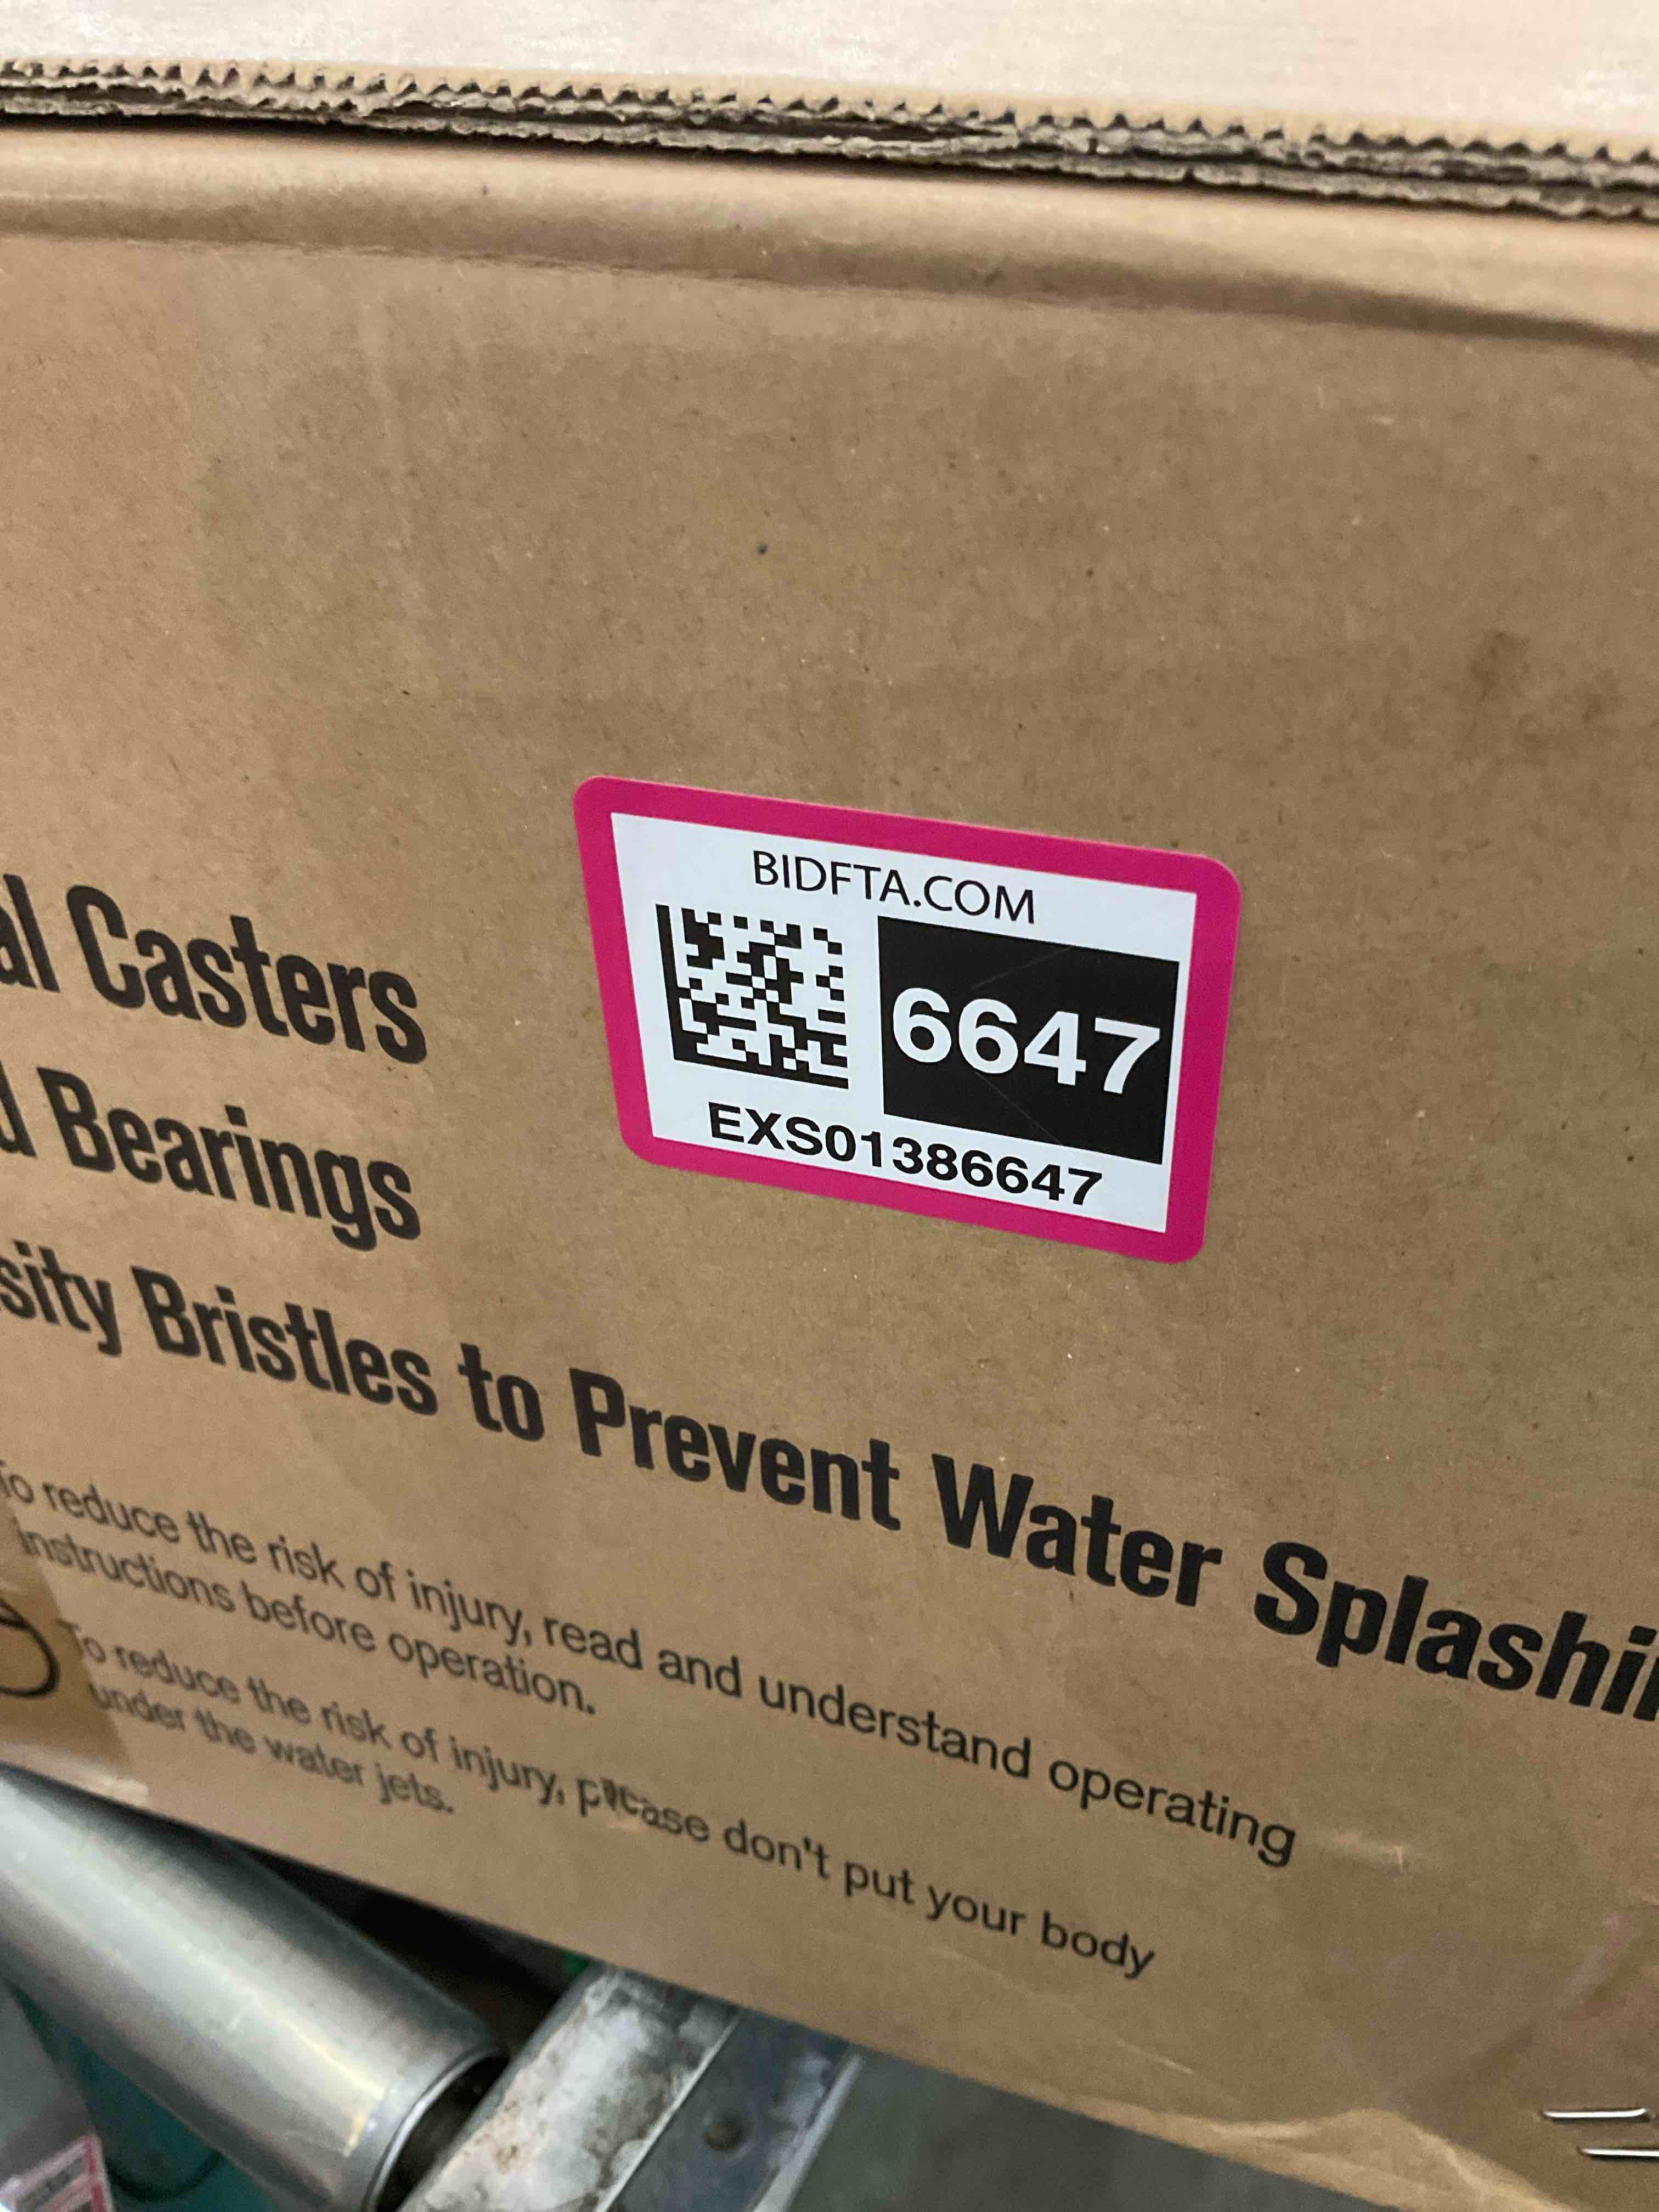 BIDFTA.COM
6647
EXS01386647
al Casters
d Bearings
sity Bristles to Prevent Water Splashi
To reduce the risk of injury, read and understand operating
instructions before operation.
To reduce the risk of injury, please don't put your body
under the water jets.